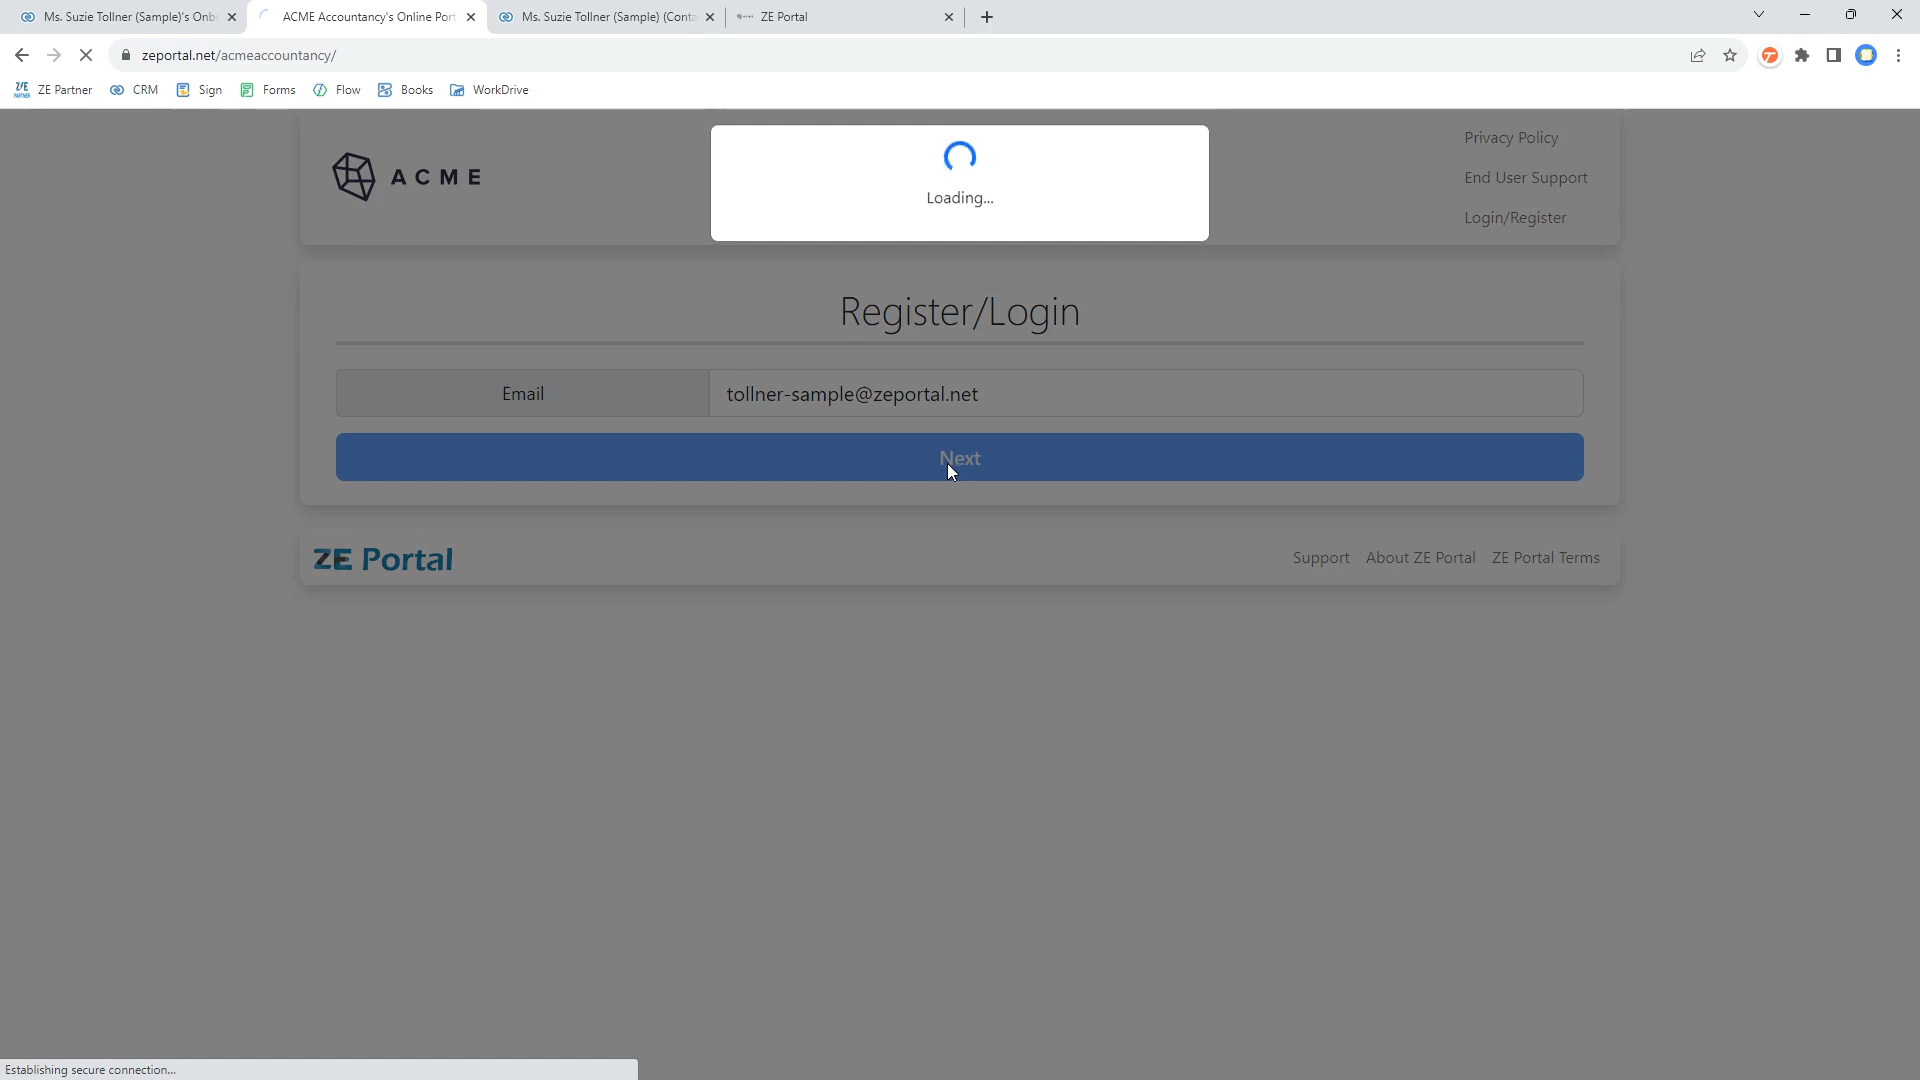 Ms. Suzie Tollner (Sample)'s Onb
ACME Accountancy's Online Port
Ms. Suzie Tollner (Sample) (Conta
ZE Portal
zeportal.net/acmeaccountancy/
ZE Partner
CRM
Sign
Forms
Flow
Books
WorkDrive
Loading...
ACME
Privacy Policy
End User Support
Login/Register
Register/Login
Email
tollner-sample@zeportal.net
Next
ZE Portal
Support
About ZE Portal
ZE Portal Terms
Establishing secure connection...